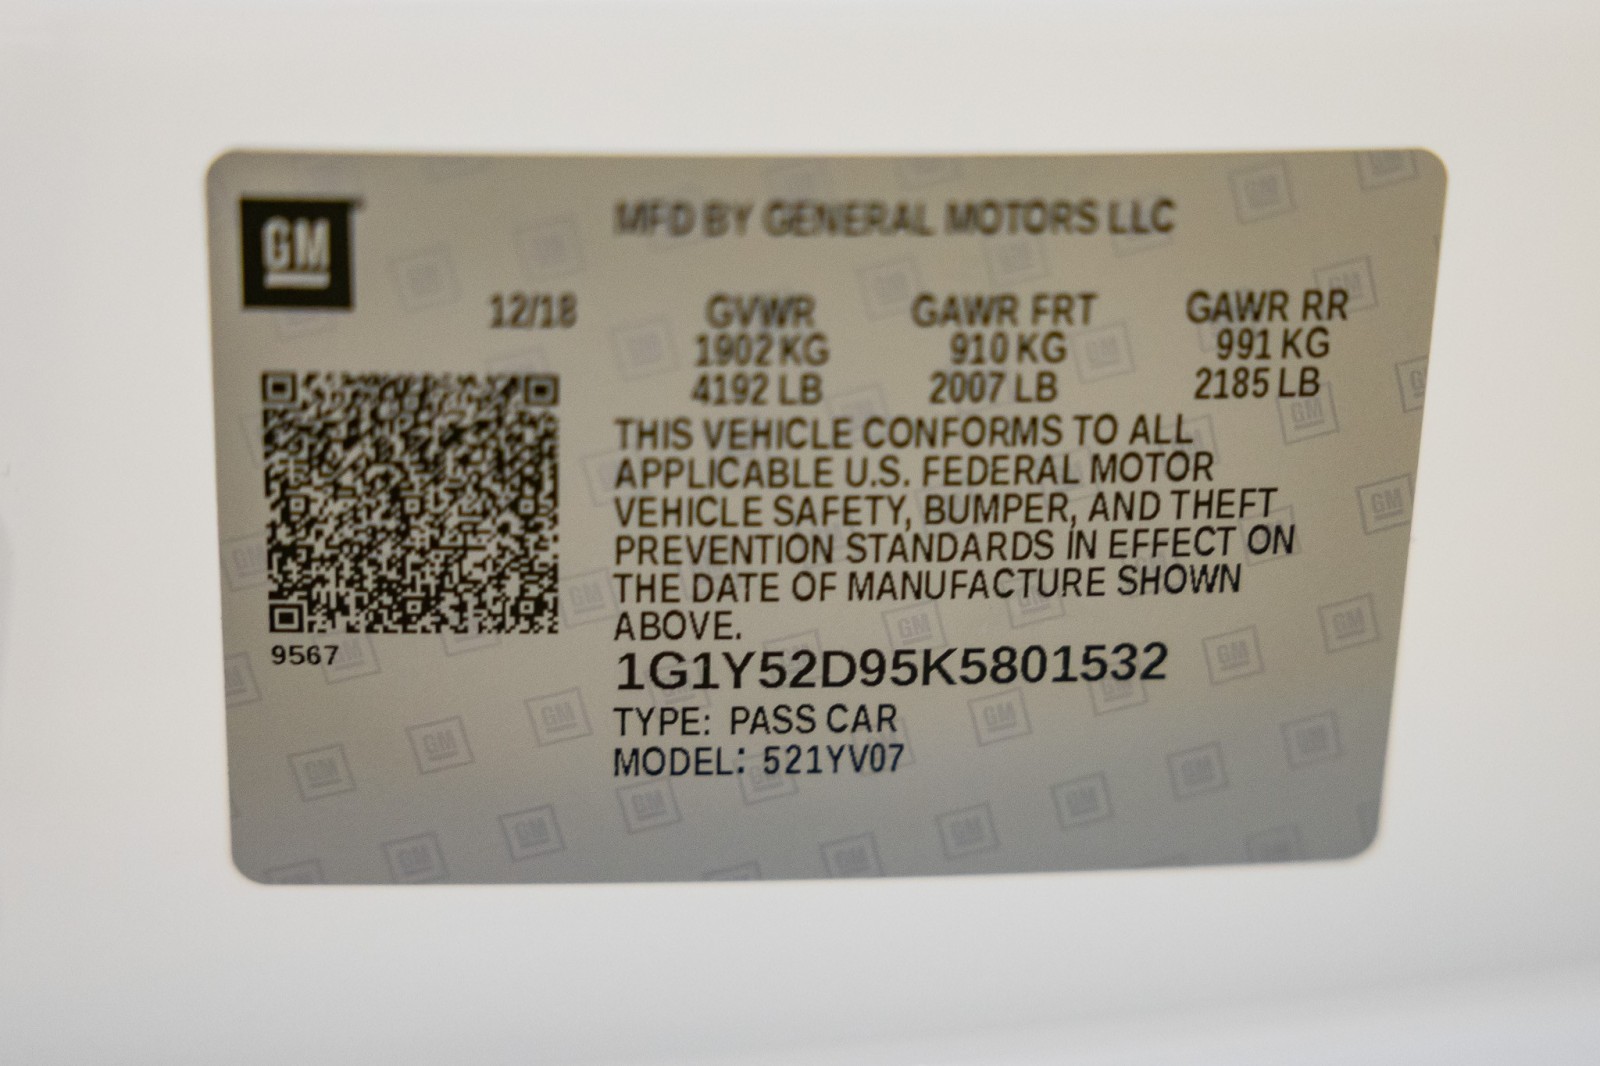 GM
MFD BY GENERAL MOTORS LLC
12/18 GVWR GAWR FRT GAWR RR
1902 KG 910 KG 991 KG
4192 LB 2007 LB 2185 LB
THIS VEHICLE CONFORMS TO ALL
APPLICABLE U.S. FEDERAL MOTOR
VEHICLE SAFETY, BUMPER, AND THEFT
PREVENTION STANDARDS IN EFFECT ON
THE DATE OF MANUFACTURE SHOWN
ABOVE.
9567
1G1Y52D95K5801532
TYPE: PASS CAR
MODEL: 521YV07